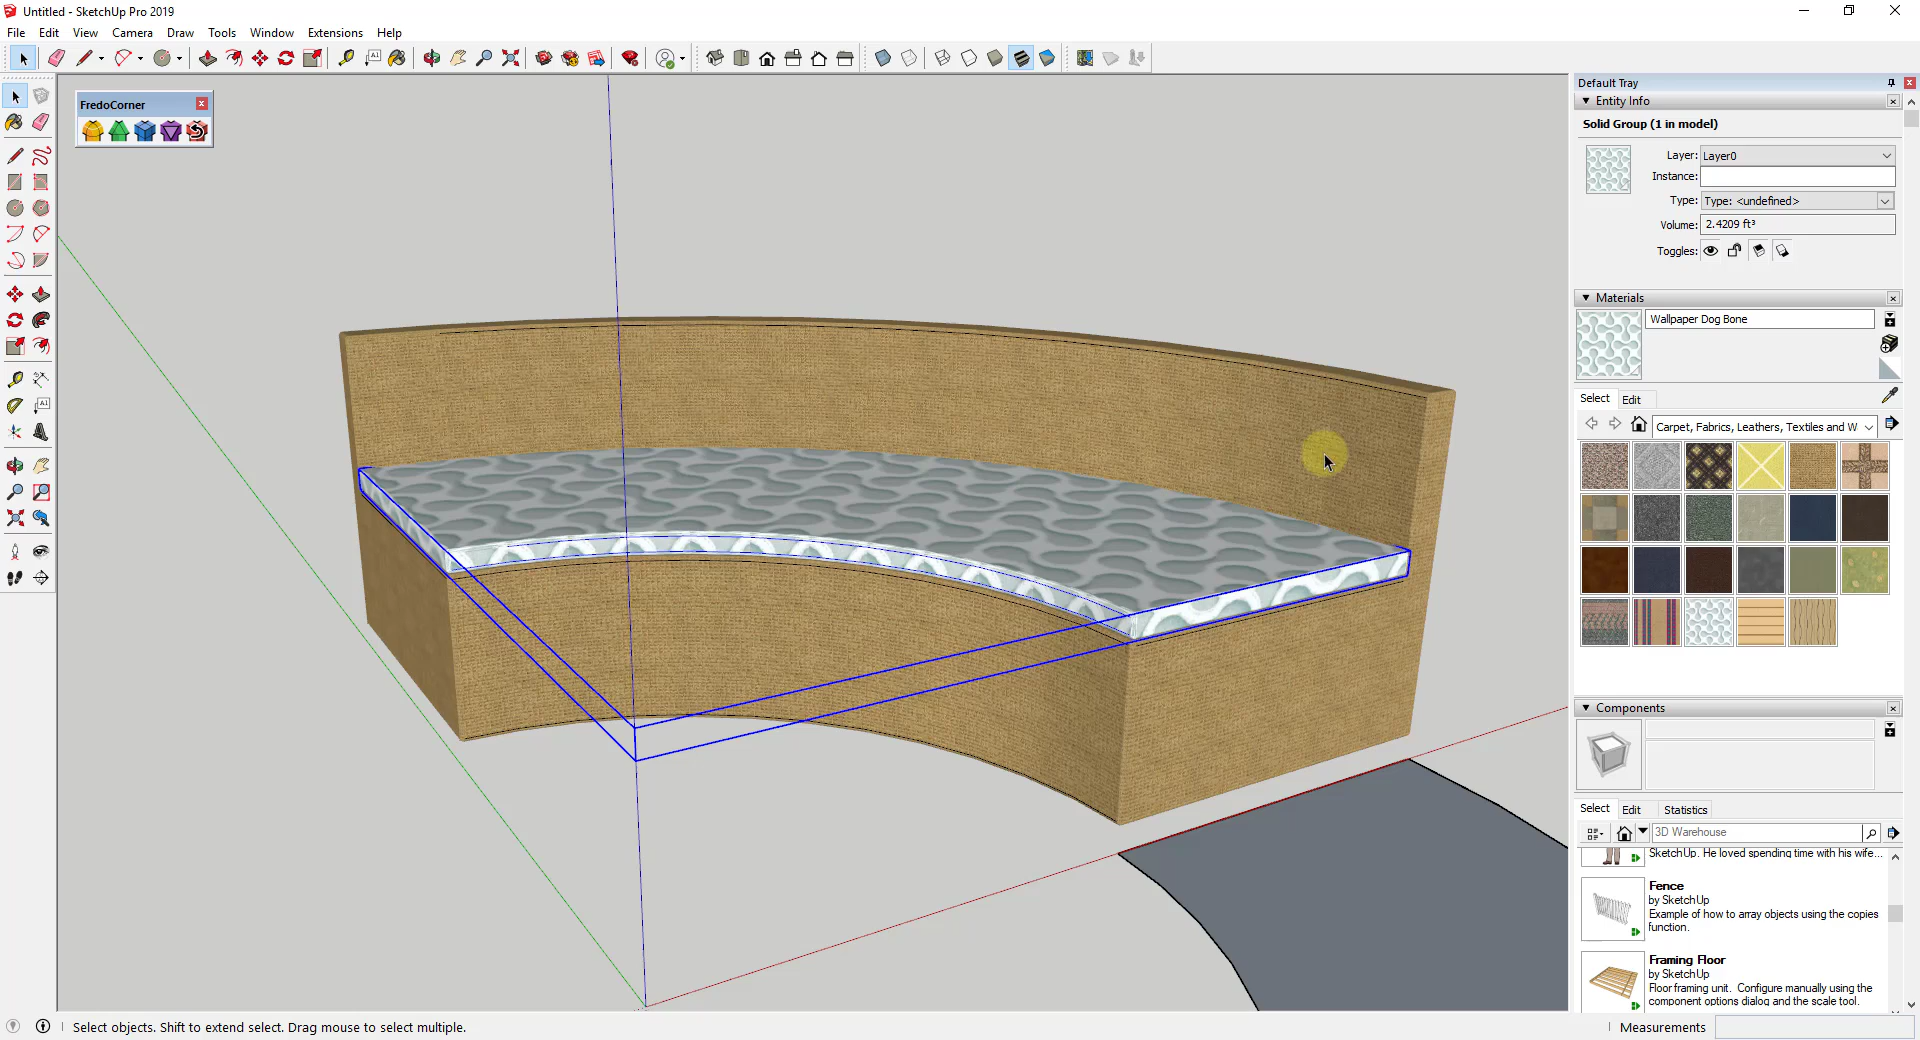 Untitled - SketchUp Pro 2019
File Edit View Camera Draw Tools Window Extensions Help
FredoCorner
Default Tray
Entity Info
Solid Group (1 in model)
Layer: Layer0
Instance:
Type: Type: <undefined>
Volume: 2.4209 ft³
Toggles:
Materials
Wallpaper Dog Bone
Select Edit
Carpet, Fabrics, Leathers, Textiles and W
Components
Select Edit Statistics
3D Warehouse
SketchUp. He loved spending time with his wife...
Fence
by SketchUp
Example of how to array objects using the copies
function.
Framing Floor
by SketchUp
Floor framing unit. Configure manually using the
component options dialog and the scale tool.
Select objects. Shift to extend select. Drag mouse to select multiple.
Measurements